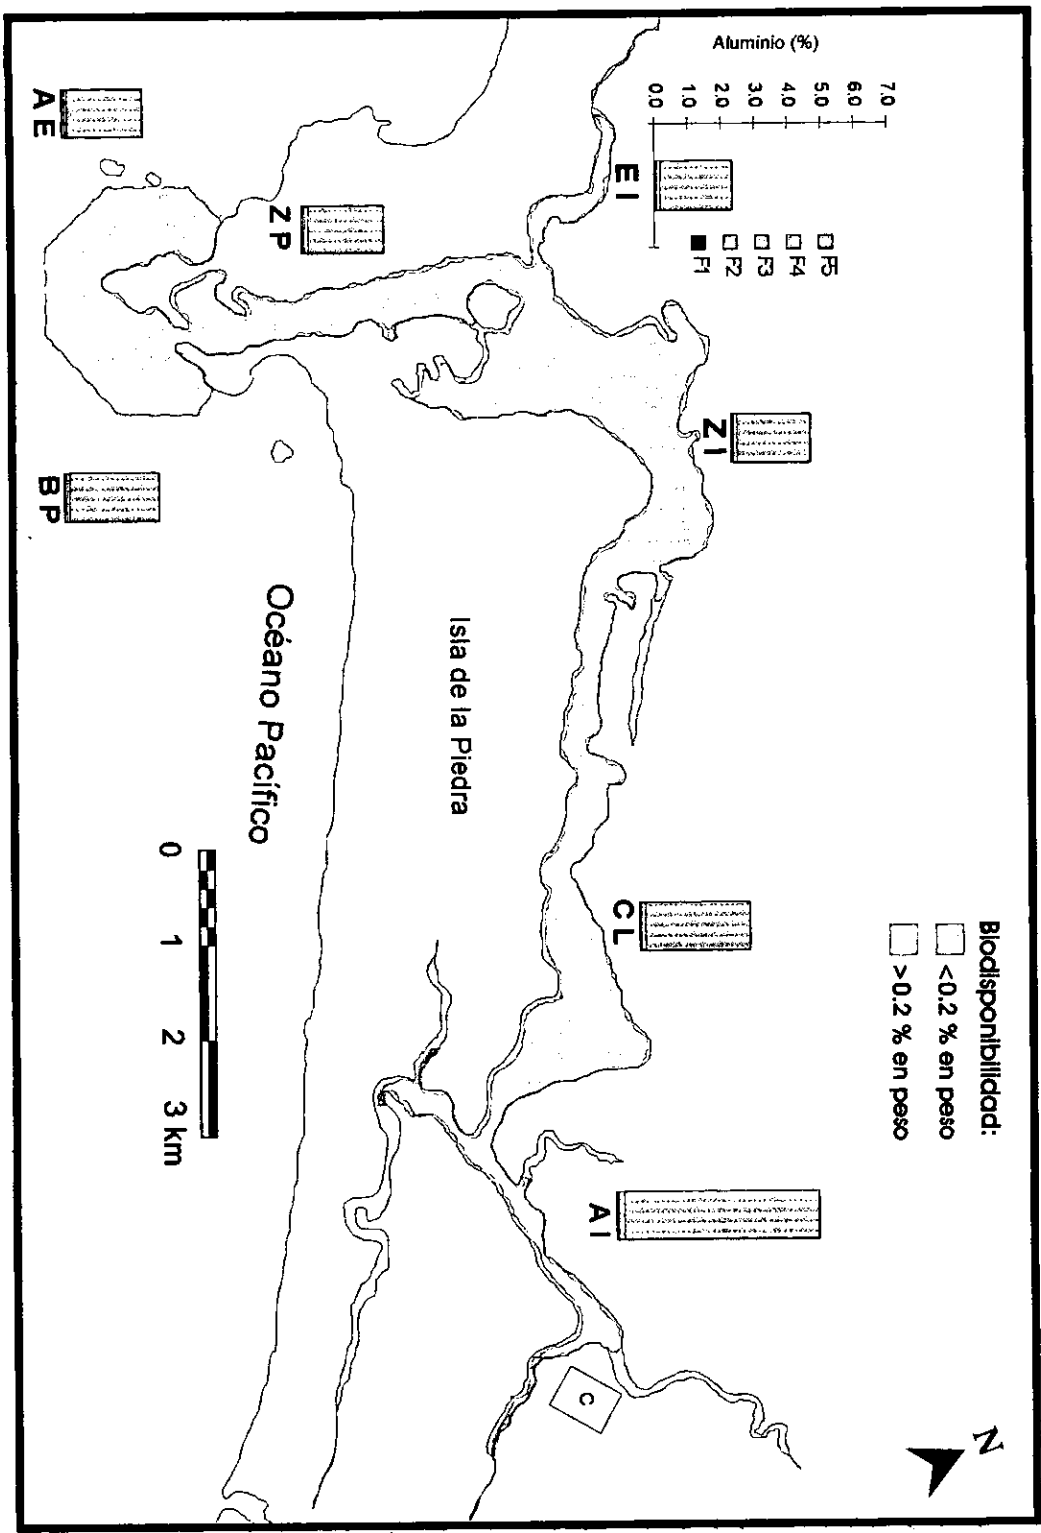 Aluminio (%)
7.0
6.0
5.0
4.0
3.0
2.0
1.0
0.0
E I
F5
F4
F3
F2
F1
A E
Z P
Z I
B P
Océano Pacífico
Isla de la Piedra
C L
A I
C
0 1 2 3 km
Biodisponibilidad:
<0.2 % en peso
>0.2 % en peso
N